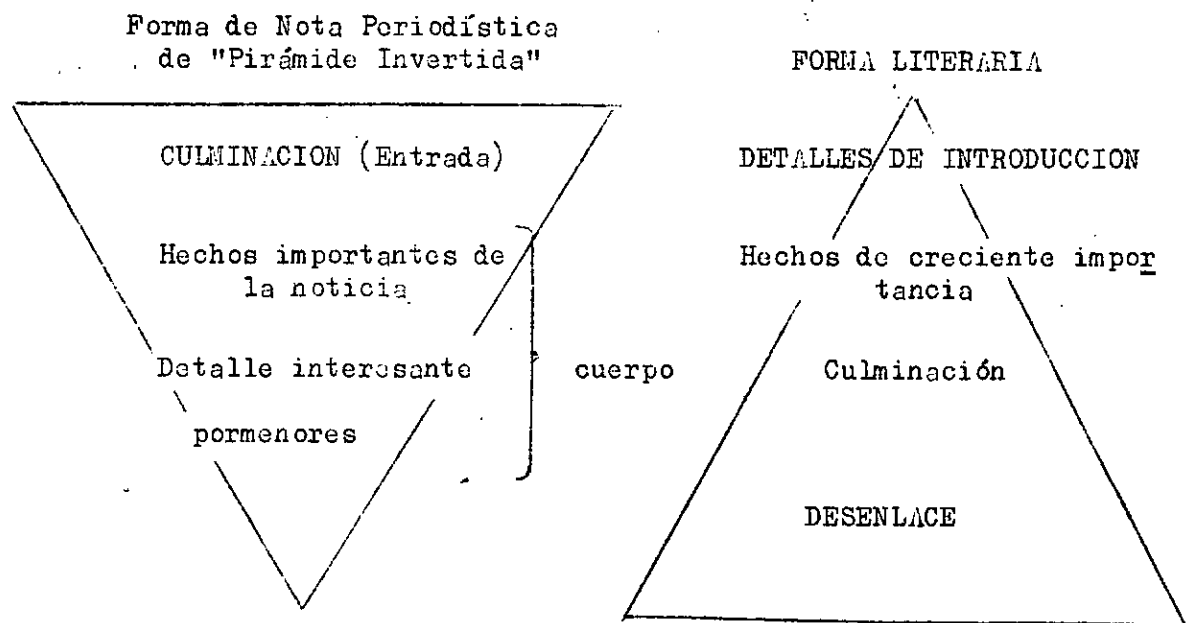 Forma de Nota Periodística
de "Pirámide Invertida"
CULMINACION (Entrada)
Hechos importantes de
la noticia
Detalle interesante
pormenores
cuerpo
FORMA LITERARIA
DETALLES DE INTRODUCCION
Hechos de creciente impor
tancia
Culminación
DESENLACE